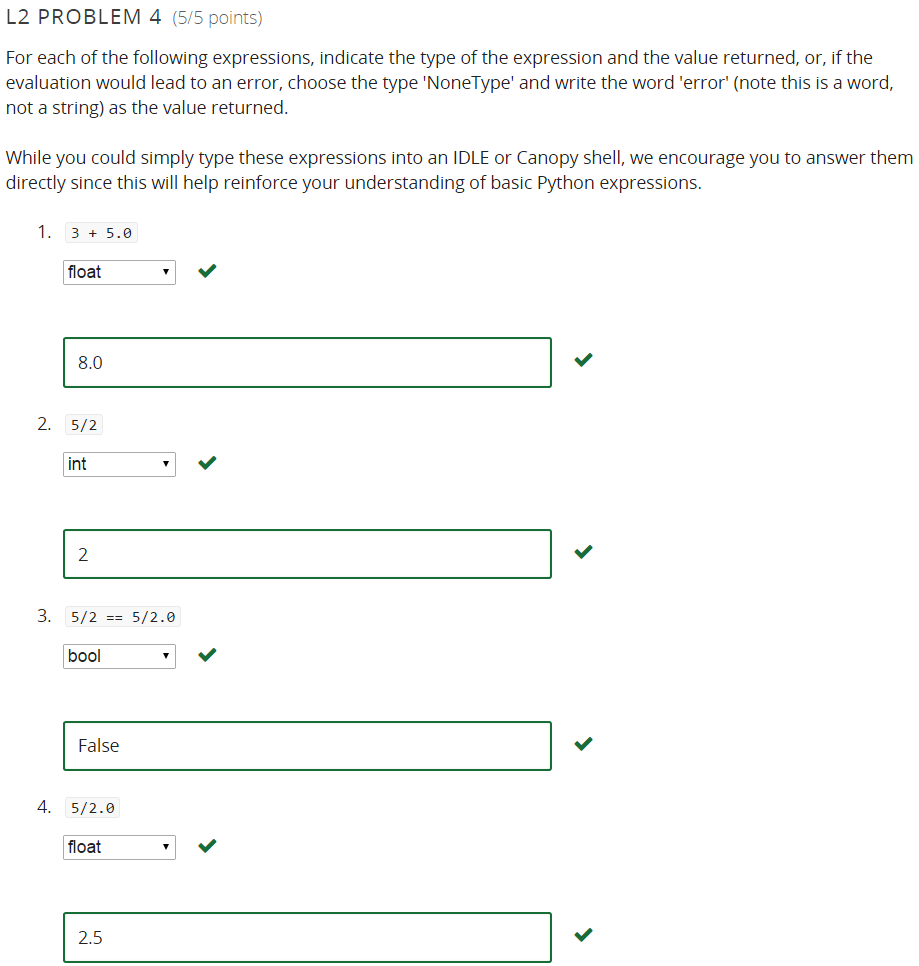 L2 PROBLEM 4 (5/5 points)
For each of the following expressions, indicate the type of the expression and the value returned, or, if the
evaluation would lead to an error, choose the type 'NoneType' and write the word 'error' (note this is a word,
not a string) as the value returned.
While you could simply type these expressions into an IDLE or Canopy shell, we encourage you to answer them
directly since this will help reinforce your understanding of basic Python expressions.
1. 3 + 5.0
float
8.0
2. 5/2
int
2
3. 5/2 == 5/2.0
bool
False
4. 5/2.0
float
2.5